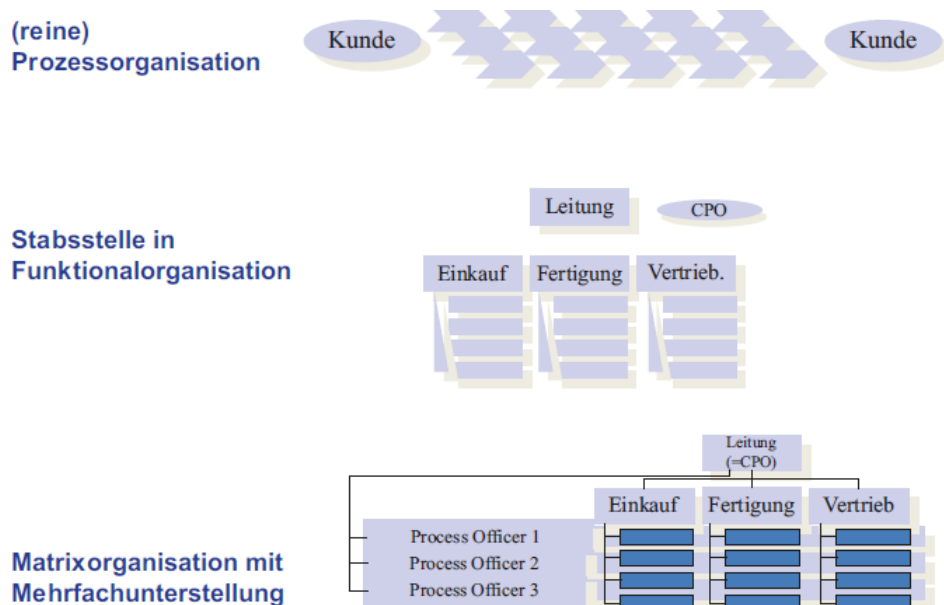 (reine)
Prozessorganisation
Kunde
Kunde
Stabsstelle in
Funktionalorganisation
Leitung
CPO
Einkauf
Fertigung
Vertrieb.
Matrixorganisation mit
Mehrfachunterstellung
Leitung
(=CPO)
Einkauf
Fertigung
Vertrieb
Process Officer 1
Process Officer 2
Process Officer 3